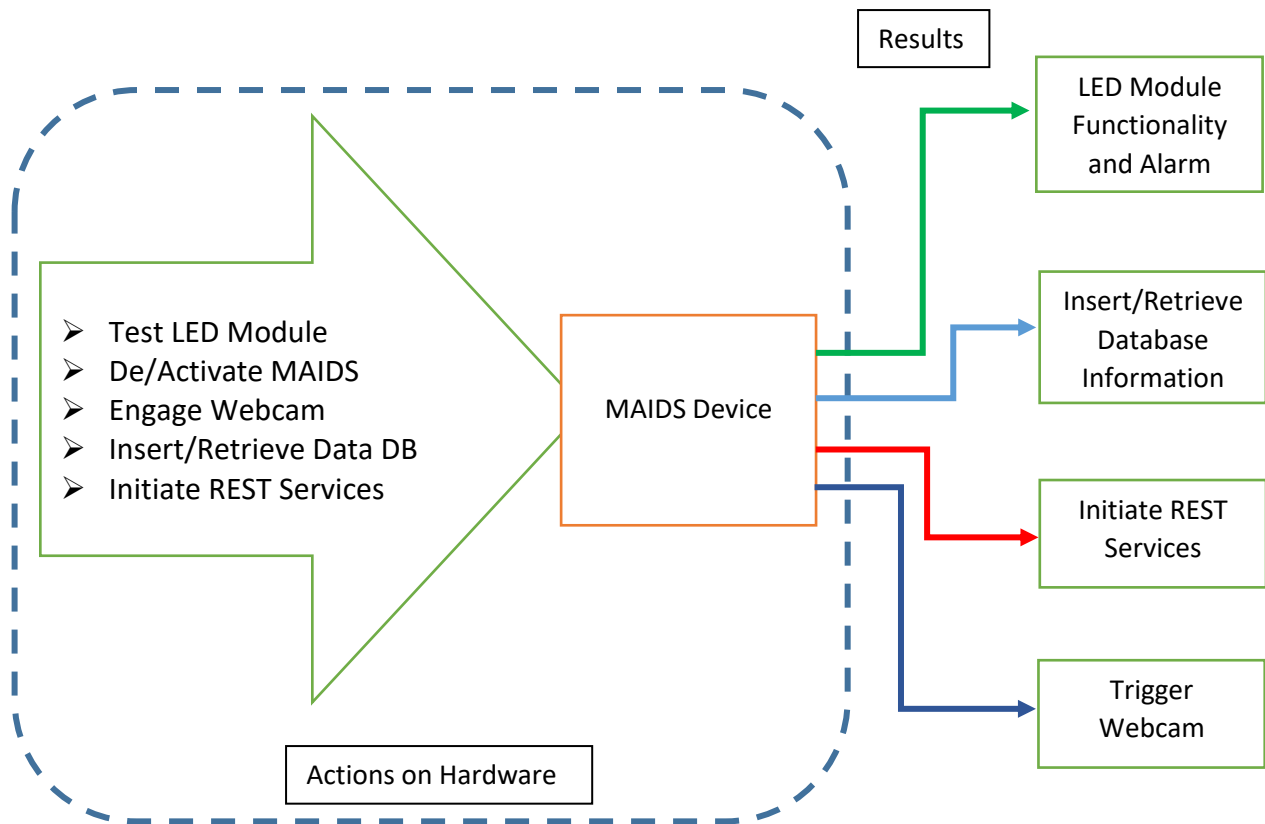 Results
LED Module
Functionality
and Alarm
➢ Test LED Module
➢ De/Activate MAIDS
➢ Engage Webcam
➢ Insert/Retrieve Data DB
➢ Initiate REST Services
MAIDS Device
Insert/Retrieve
Database
Information
Initiate REST
Services
Trigger
Webcam
Actions on Hardware